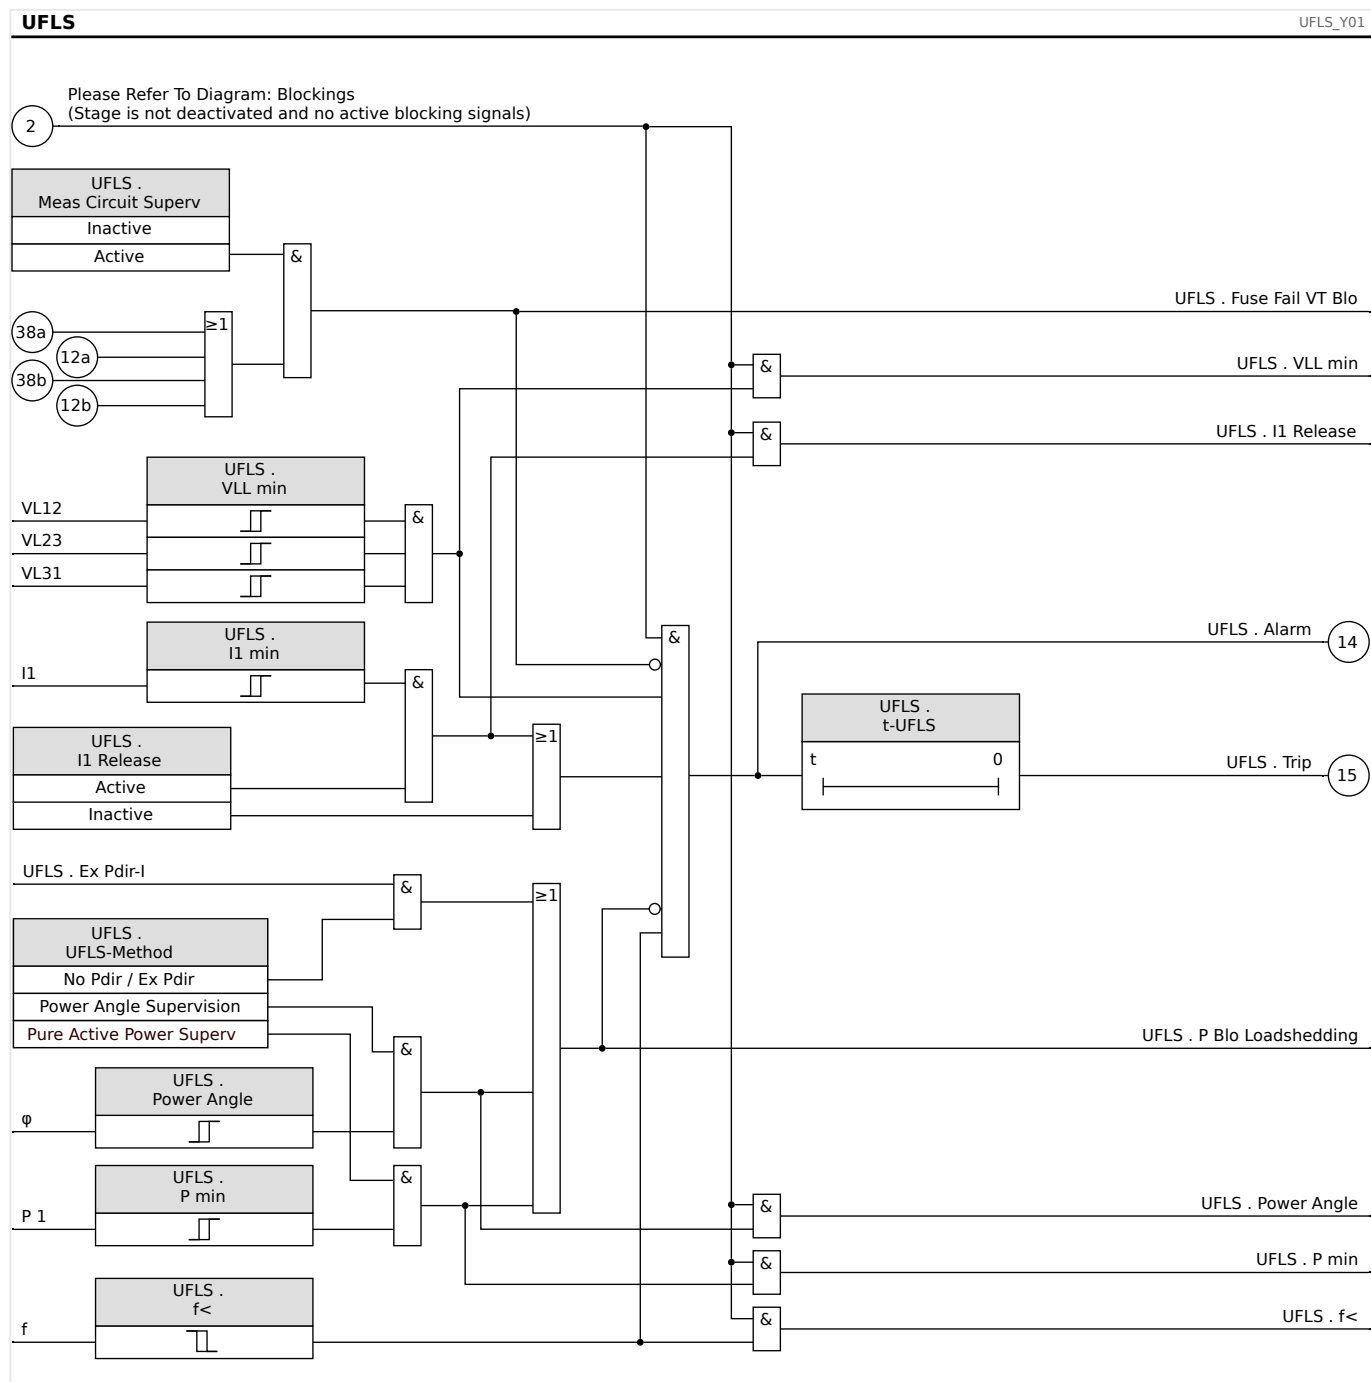 UFLS
UFLS_Y01
Please Refer To Diagram: Blockings
(Stage is not deactivated and no active blocking signals)
2
UFLS .
Meas Circuit Superv
Inactive
Active
&
UFLS . Fuse Fail VT Blo
38a
≥1
12a
38b
12b
&
UFLS . VLL min
&
UFLS . I1 Release
UFLS .
VLL min
VL12
VL23
VL31
&
UFLS .
I1 min
I1
&
UFLS .
I1 Release
Active
Inactive
≥1
&
UFLS . Alarm
14
UFLS .
t-UFLS
t
0
UFLS . Trip
15
UFLS . Ex Pdir-I
&
≥1
UFLS .
UFLS-Method
No Pdir / Ex Pdir
Power Angle Supervision
Pure Active Power Superv
&
UFLS . P Blo Loadshedding
UFLS .
Power Angle
φ
UFLS .
P min
P 1
&
&
UFLS . Power Angle
&
UFLS . P min
UFLS .
f<
f
&
UFLS . f<